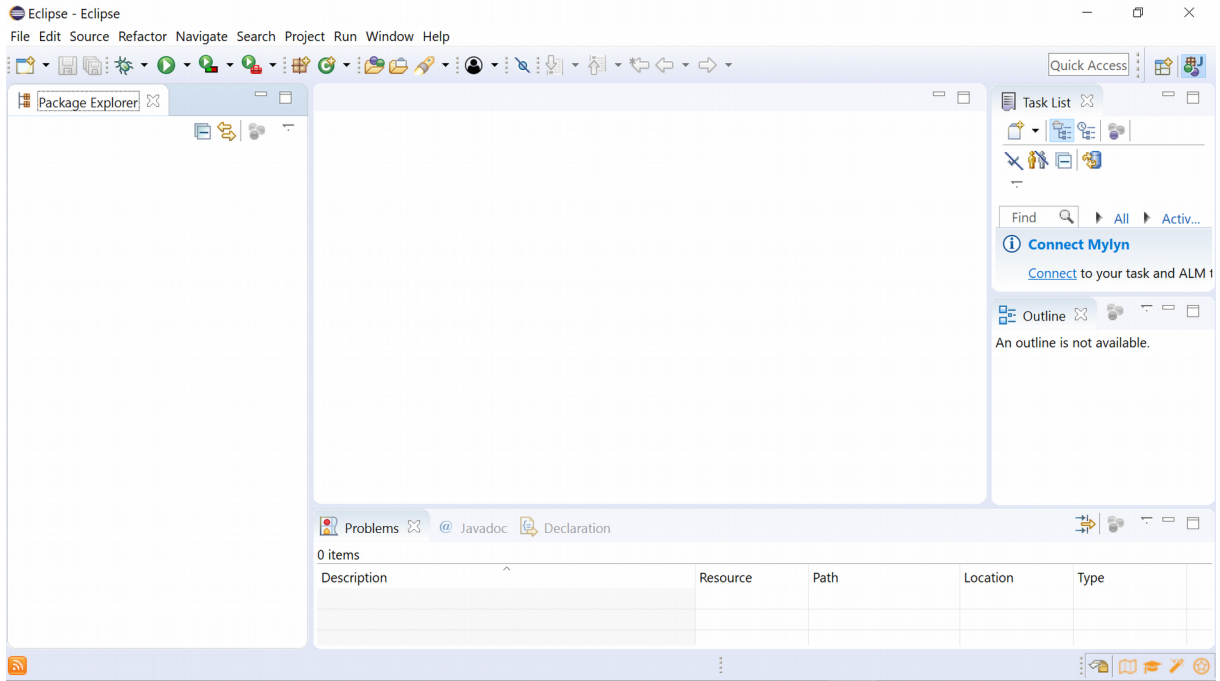 Eclipse - Eclipse
File Edit Source Refactor Navigate Search Project Run Window Help
Quick Access
Package Explorer
Task List
Find
All
Activ...
Connect Mylyn
Connect to your task and ALM t
Outline
An outline is not available.
Problems
@ Javadoc
Declaration
0 items
Description Resource Path Location Type